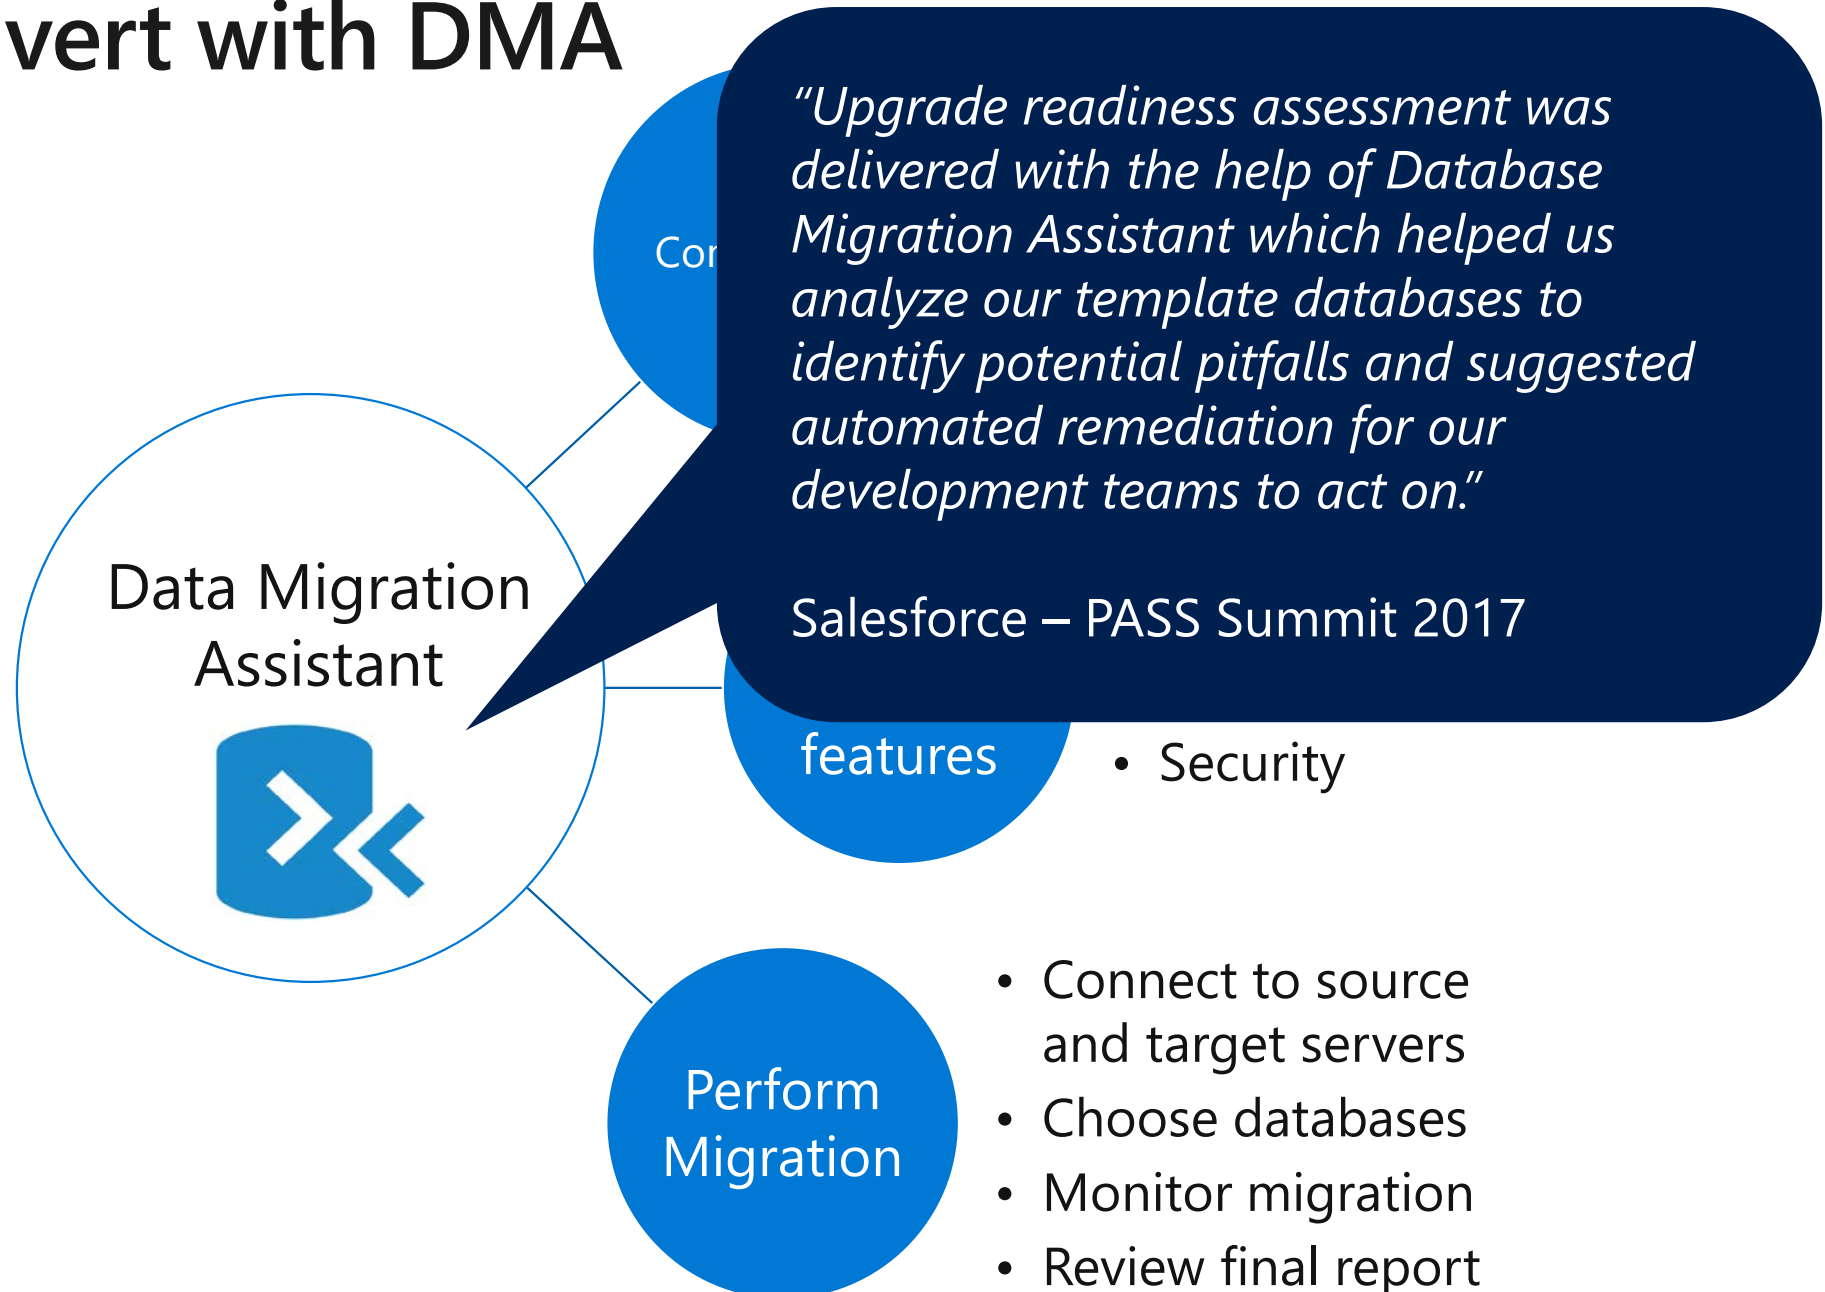 vert with DMA
“Upgrade readiness assessment was
delivered with the help of Database
Migration Assistant which helped us
analyze our template databases to
identify potential pitfalls and suggested
automated remediation for our
development teams to act on.”
Salesforce – PASS Summit 2017
Data Migration
Assistant
features
• Security
Perform
Migration
• Connect to source
and target servers
• Choose databases
• Monitor migration
• Review final report